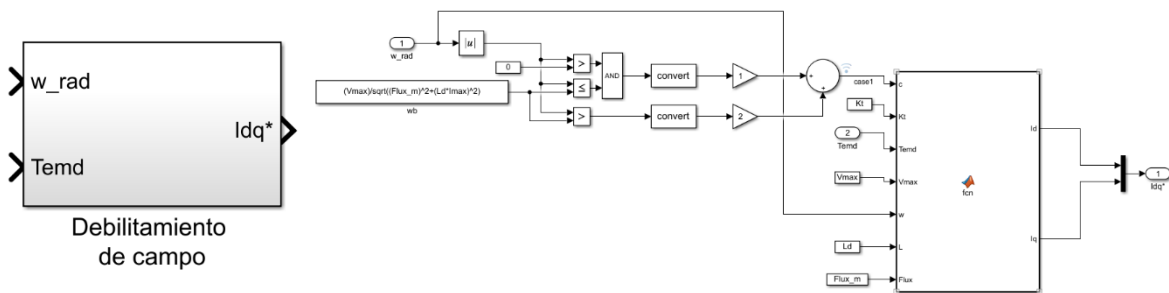 w_rad
Temd
Idq*
Debilitamiento
de campo
1
w_rad
|u|
0
>
≤
>
AND
(Vmax)/sqrt((Flux_m)^2+(Ld*Imax)^2)
wb
convert
convert
1
2
+
+
case1
Kt
2
Temd
Vmax
Ld
Flux_m
c
Kt
Temd
Vmax
w
L
Flux
fcn
Id
Iq
1
Idq*